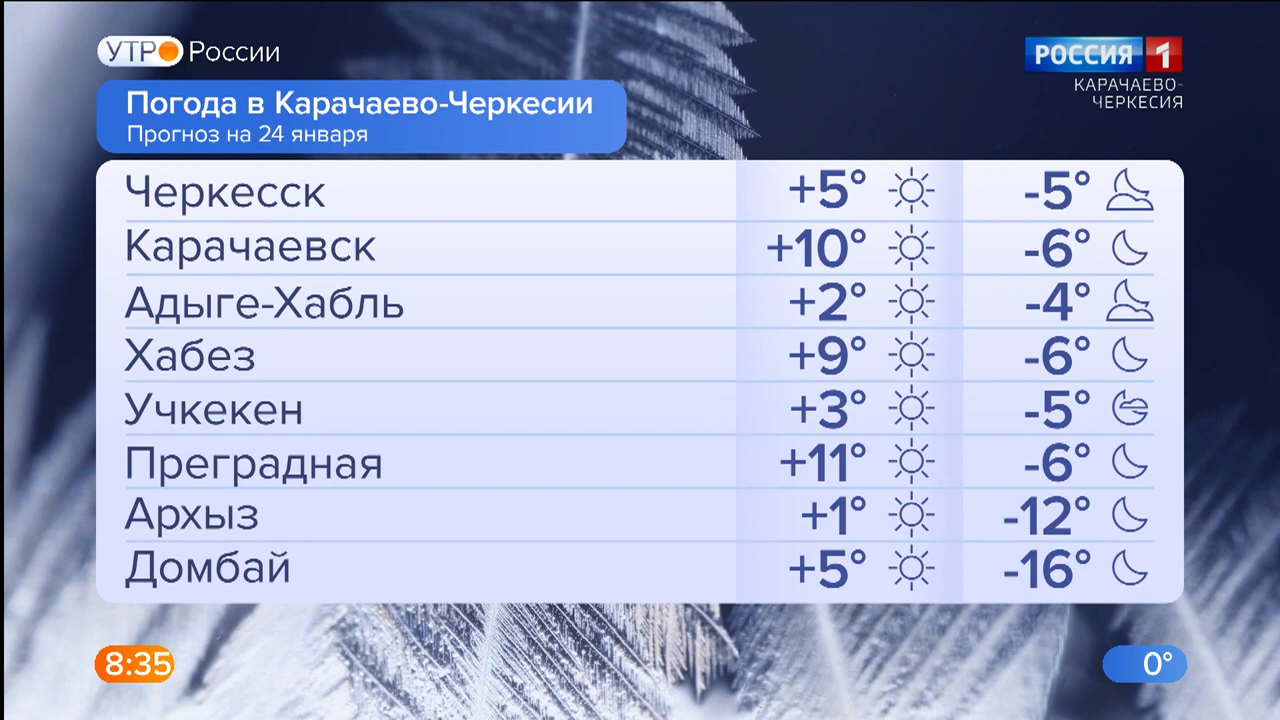 УТРО России
РОССИЯ 1
КАРАЧАЕВО-
ЧЕРКЕСИЯ
Погода в Карачаево-Черкесии
Прогноз на 24 января
Черкесск +5° -5°
Карачаевск +10° -6°
Адыге-Хабль +2° -4°
Хабез +9° -6°
Учкекен +3° -5°
Преградная +11° -6°
Архыз +1° -12°
Домбай +5° -16°
8:35 0°